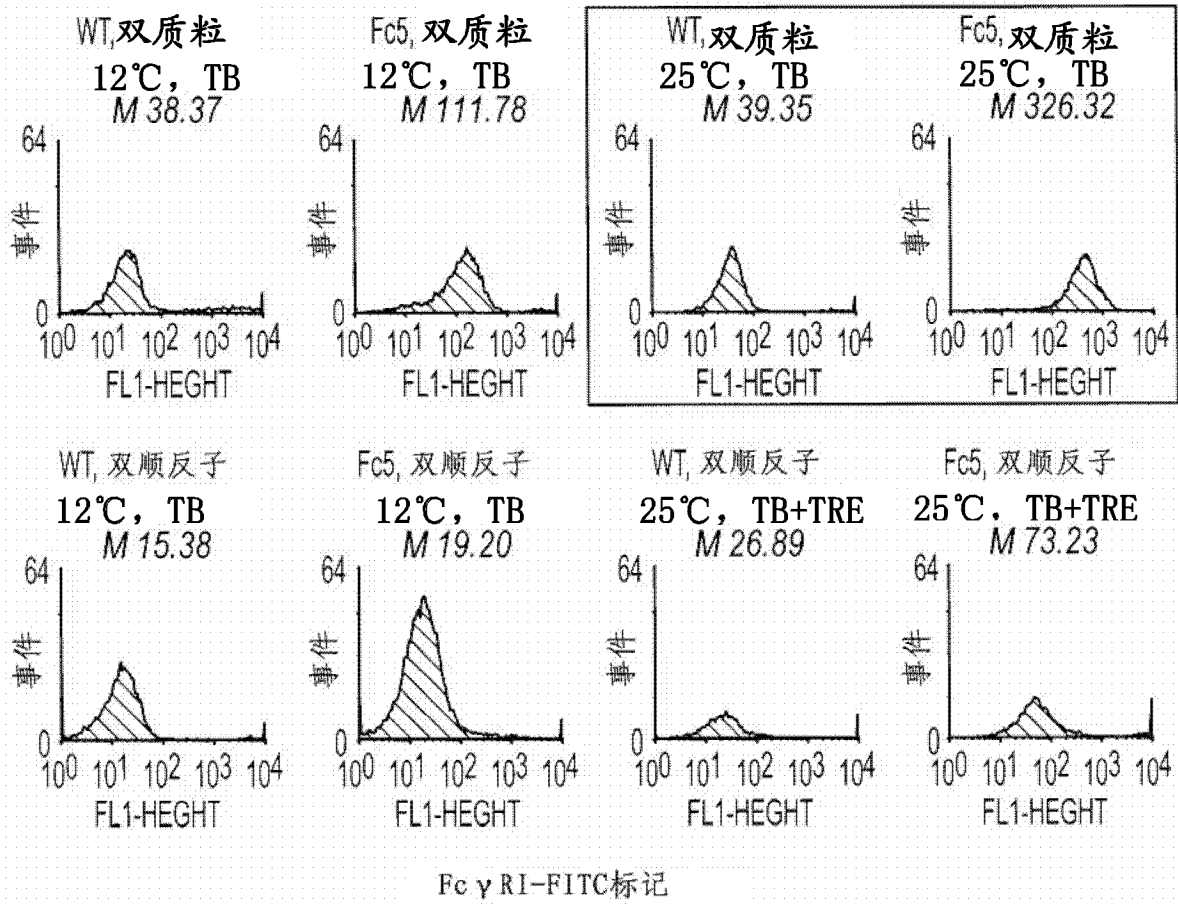 WT,双质粒
12℃，TB
M 38.37
64
事件
0
10⁰ 10¹ 10² 10³ 10⁴
FL1-HEGHT
Fc5,双质粒
12℃，TB
M 111.78
64
事件
0
10⁰ 10¹ 10² 10³ 10⁴
FL1-HEGHT
WT,双质粒
25℃，TB
M 39.35
64
事件
0
10⁰ 10¹ 10² 10³ 10⁴
FL1-HEGHT
Fc5,双质粒
25℃，TB
M 326.32
64
事件
0
10⁰ 10¹ 10² 10³ 10⁴
FL1-HEGHT
WT,双顺反子
12℃，TB
M 15.38
64
事件
0
10⁰ 10¹ 10² 10³ 10⁴
FL1-HEGHT
Fc5,双顺反子
12℃，TB
M 19.20
64
事件
0
10⁰ 10¹ 10² 10³ 10⁴
FL1-HEGHT
WT,双顺反子
25℃，TB+TRE
M 26.89
64
事件
0
10⁰ 10¹ 10² 10³ 10⁴
FL1-HEGHT
Fc5,双顺反子
25℃，TB+TRE
M 73.23
64
事件
0
10⁰ 10¹ 10² 10³ 10⁴
FL1-HEGHT
FcγRI-FITC标记